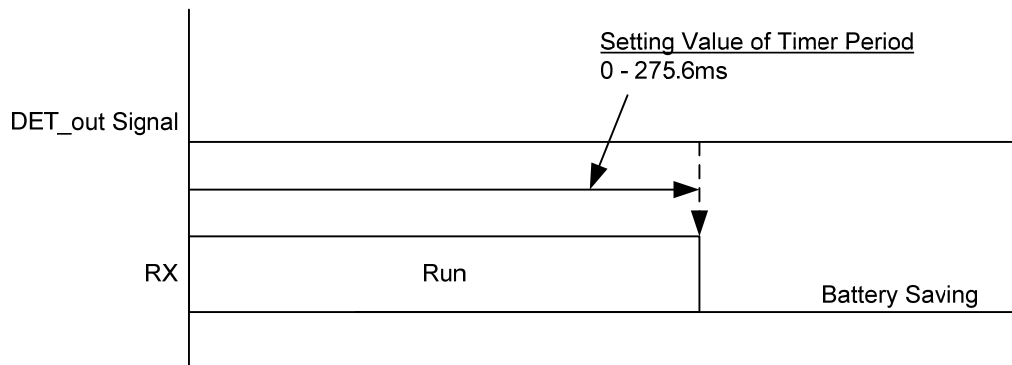 Setting Value of Timer Period
0 - 275.6ms
DET_out Signal
RX
Run
Battery Saving